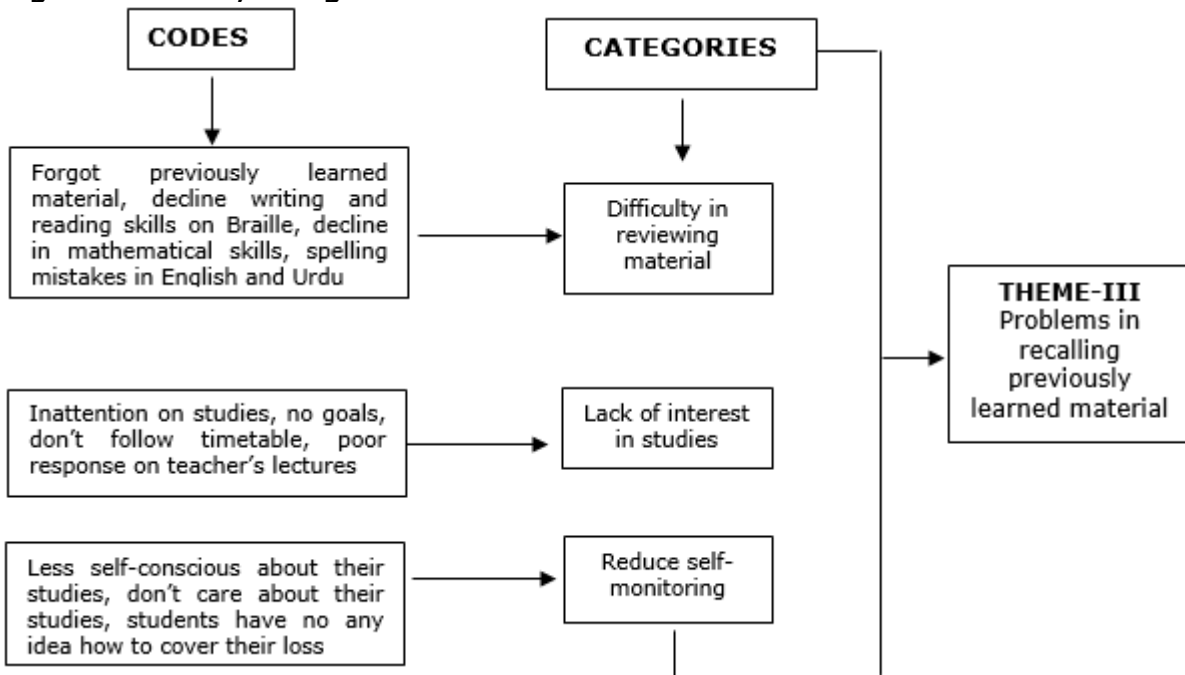 CODES
CATEGORIES
Forgot previously learned
material, decline writing and
reading skills on Braille, decline
in mathematical skills, spelling
mistakes in English and Urdu
Difficulty in
reviewing
material
THEME-III
Problems in
recalling
previously
learned material
Inattention on studies, no goals,
don't follow timetable, poor
response on teacher's lectures
Lack of interest
in studies
Less self-conscious about their
studies, don't care about their
studies, students have no any
idea how to cover their loss
Reduce self-
monitoring